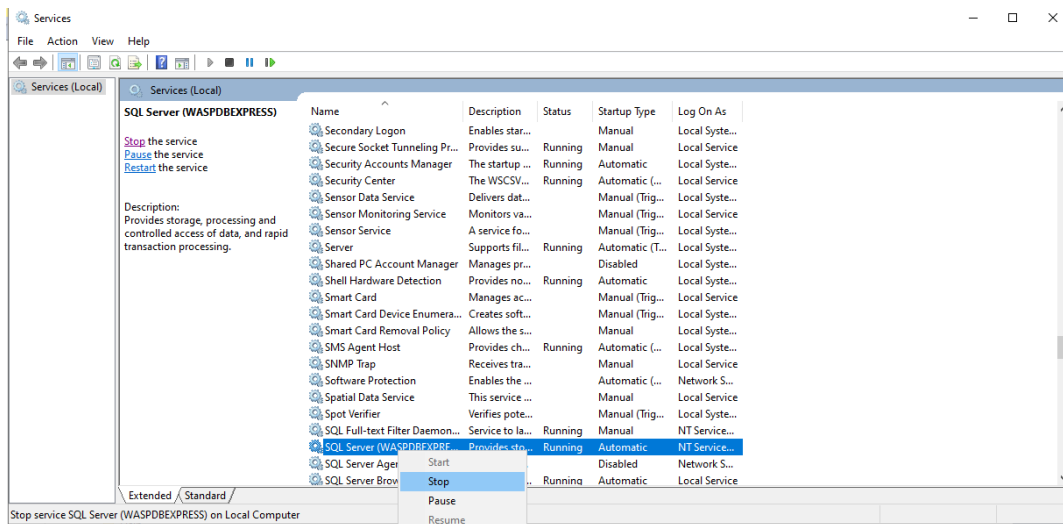 Services
File Action View Help
Services (Local)
Services (Local)
SQL Server (WASPDBEXPRESS)
Stop the service
Pause the service
Restart the service
Description:
Provides storage, processing and
controlled access of data, and rapid
transaction processing.
Name Description Status Startup Type Log On As
Secondary Logon Enables star... Manual Local Syste...
Secure Socket Tunneling Pr... Provides su... Running Manual Local Service
Security Accounts Manager The startup ... Running Automatic Local Syste...
Security Center The WSCSV... Running Automatic (... Local Service
Sensor Data Service Delivers dat... Manual (Trig... Local Syste...
Sensor Monitoring Service Monitors va... Manual (Trig... Local Service
Sensor Service A service fo... Manual (Trig... Local Syste...
Server Supports fil... Running Automatic (T... Local Syste...
Shared PC Account Manager Manages pr... Disabled Local Syste...
Shell Hardware Detection Provides no... Running Automatic Local Syste...
Smart Card Manages ac... Manual (Trig... Local Service
Smart Card Device Enumera... Creates soft... Manual (Trig... Local Syste...
Smart Card Removal Policy Allows the s... Manual Local Syste...
SMS Agent Host Provides ch... Running Automatic (... Local Syste...
SNMP Trap Receives tra... Manual Local Service
Software Protection Enables the ... Automatic (... Network S...
Spatial Data Service This service ... Manual Local Service
Spot Verifier Verifies pote... Manual (Trig... Local Syste...
SQL Full-text Filter Daemon... Service to la... Running Manual NT Service...
SQL Server (WASPDBEXPRE... Provides sto... Running Automatic NT Service...
SQL Server Ager Disabled Network S...
SQL Server Brow Running Automatic Local Service
Start
Stop
Pause
Resume
Extended Standard
Stop service SQL Server (WASPDBEXPRESS) on Local Computer